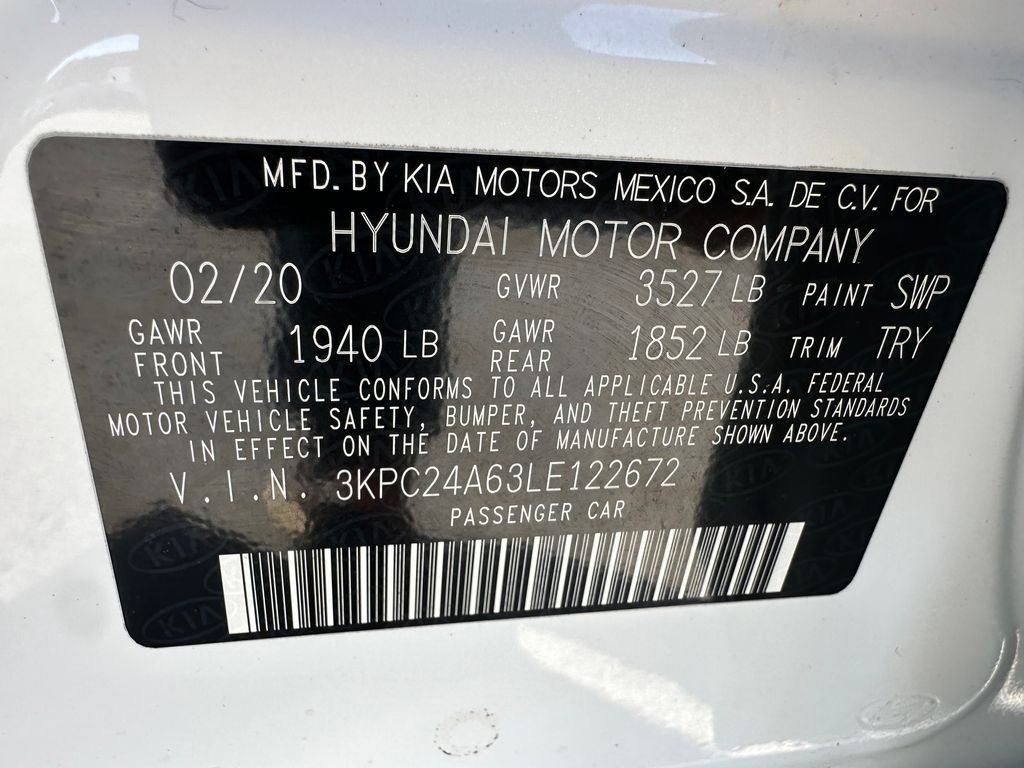 MFD. BY KIA MOTORS MEXICO S.A. DE C.V. FOR
HYUNDAI MOTOR COMPANY
02/20 GVWR 3527 LB PAINT SWP
GAWR FRONT 1940 LB GAWR REAR 1852 LB TRIM TRY
THIS VEHICLE CONFORMS TO ALL APPLICABLE U.S.A. FEDERAL
MOTOR VEHICLE SAFETY, BUMPER, AND THEFT PREVENTION STANDARDS
IN EFFECT ON THE DATE OF MANUFACTURE SHOWN ABOVE.
V.I.N. 3KPC24A63LE122672
PASSENGER CAR